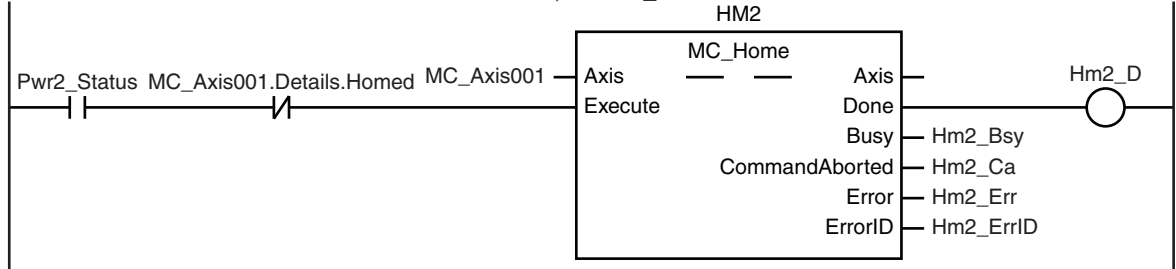 HM2
MC_Home
Pwr2_Status MC_Axis001.Details.Homed MC_Axis001 Axis Axis Hm2_D
Execute Done
Busy Hm2_Bsy
CommandAborted Hm2_Ca
Error Hm2_Err
ErrorID Hm2_ErrID